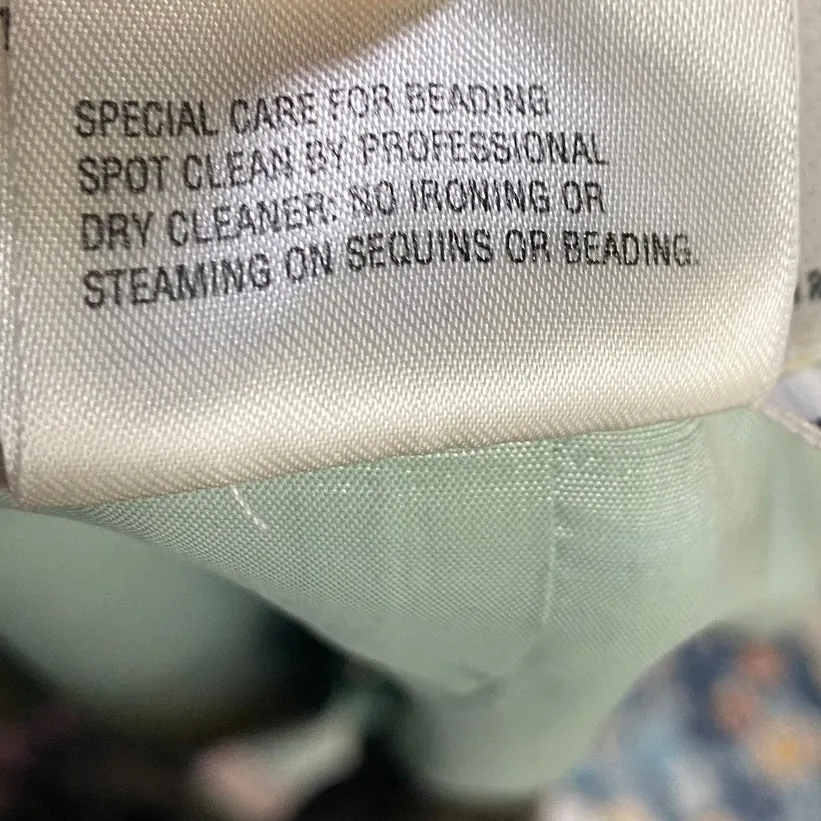 SPECIAL CARE FOR BEADING
SPOT CLEAN BY PROFESSIONAL
DRY CLEANER: NO IRONING OR
STEAMING ON SEQUINS OR BEADING.